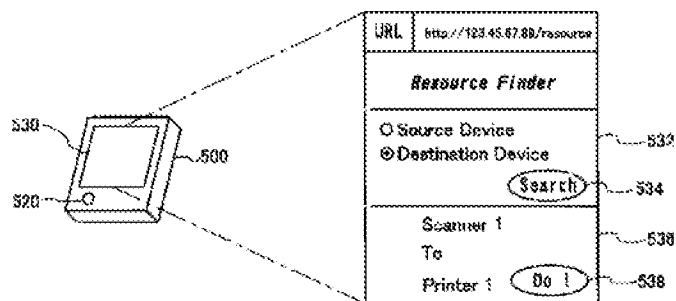 URL http://123.45.67.89/resource
Resource Finder
530
500
520
Source Device
Destination Device
532
Search
534
Scanner 1
To
Printer 1
Do !
536
538